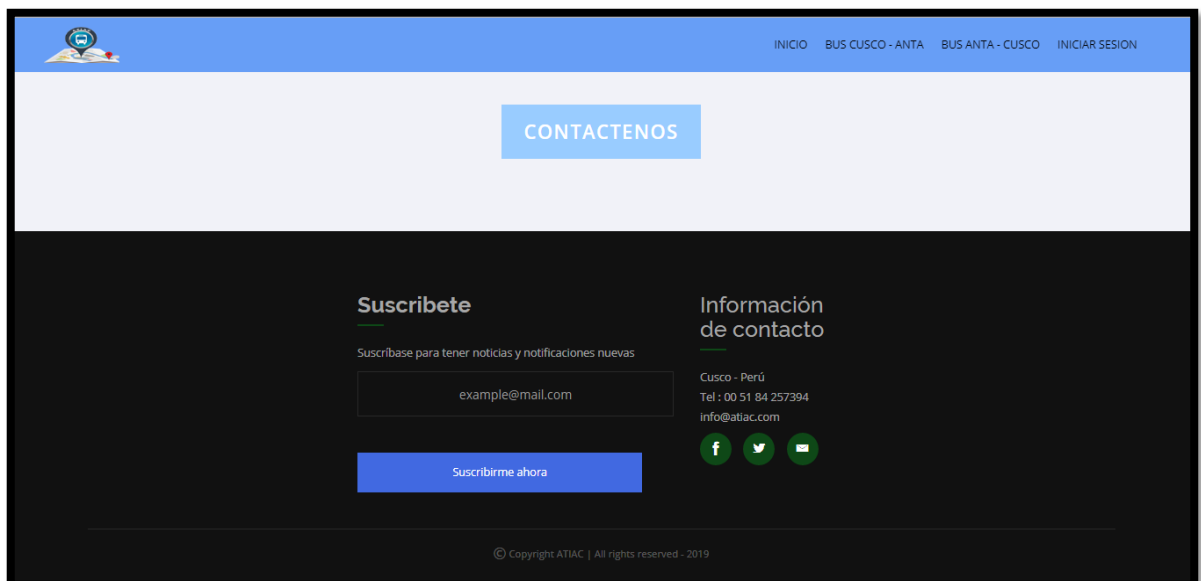 INICIO BUS CUSCO - ANTA BUS ANTA - CUSCO INICIAR SESION
CONTACTENOS
Suscribete
Suscríbase para tener noticias y notificaciones nuevas
example@mail.com
Suscribirme ahora
Información
de contacto
Cusco - Perú
Tel : 00 51 84 257394
info@atiac.com
© Copyright ATIAC | All rights reserved - 2019